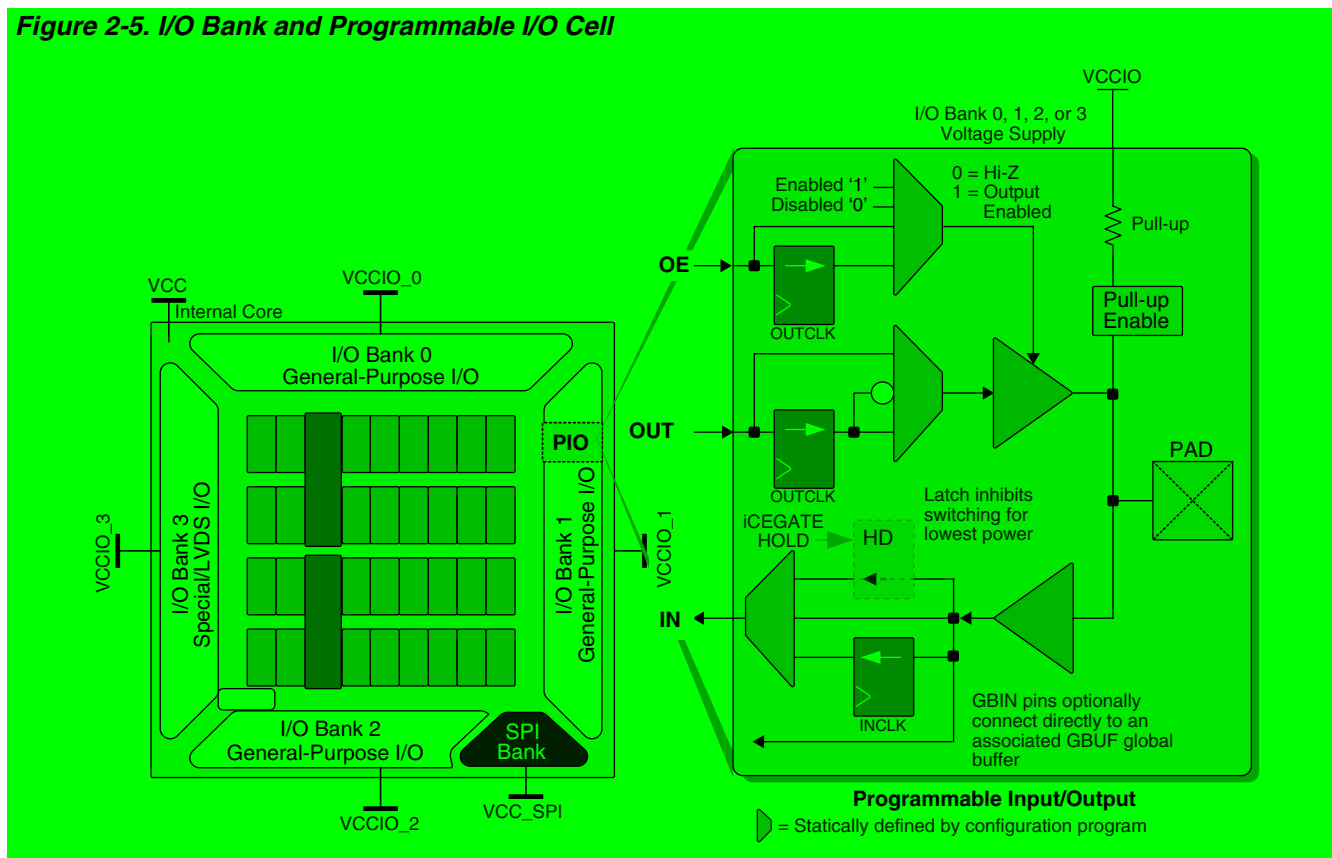 Figure 2-5. I/O Bank and Programmable I/O Cell
VCCIO
I/O Bank 0, 1, 2, or 3
Voltage Supply
Enabled ‘1’
Disabled ‘0’
0 = Hi-Z
1 = Output
Enabled
Pull-up
OE
OUTCLK
Pull-up
Enable
VCC
Internal Core
VCCIO_0
I/O Bank 0
General-Purpose I/O
PIO
OUT
OUTCLK
PAD
Latch inhibits
switching for
lowest power
iCEGATE
HOLD
HD
VCCIO_3
I/O Bank 3
Special/LVDS I/O
I/O Bank 1
General-Purpose I/O
VCCIO_1
IN
INCLK
GBIN pins optionally
connect directly to an
associated GBUF global
buffer
I/O Bank 2
General-Purpose I/O
SPI
Bank
VCCIO_2
VCC_SPI
Programmable Input/Output
= Statically defined by configuration program